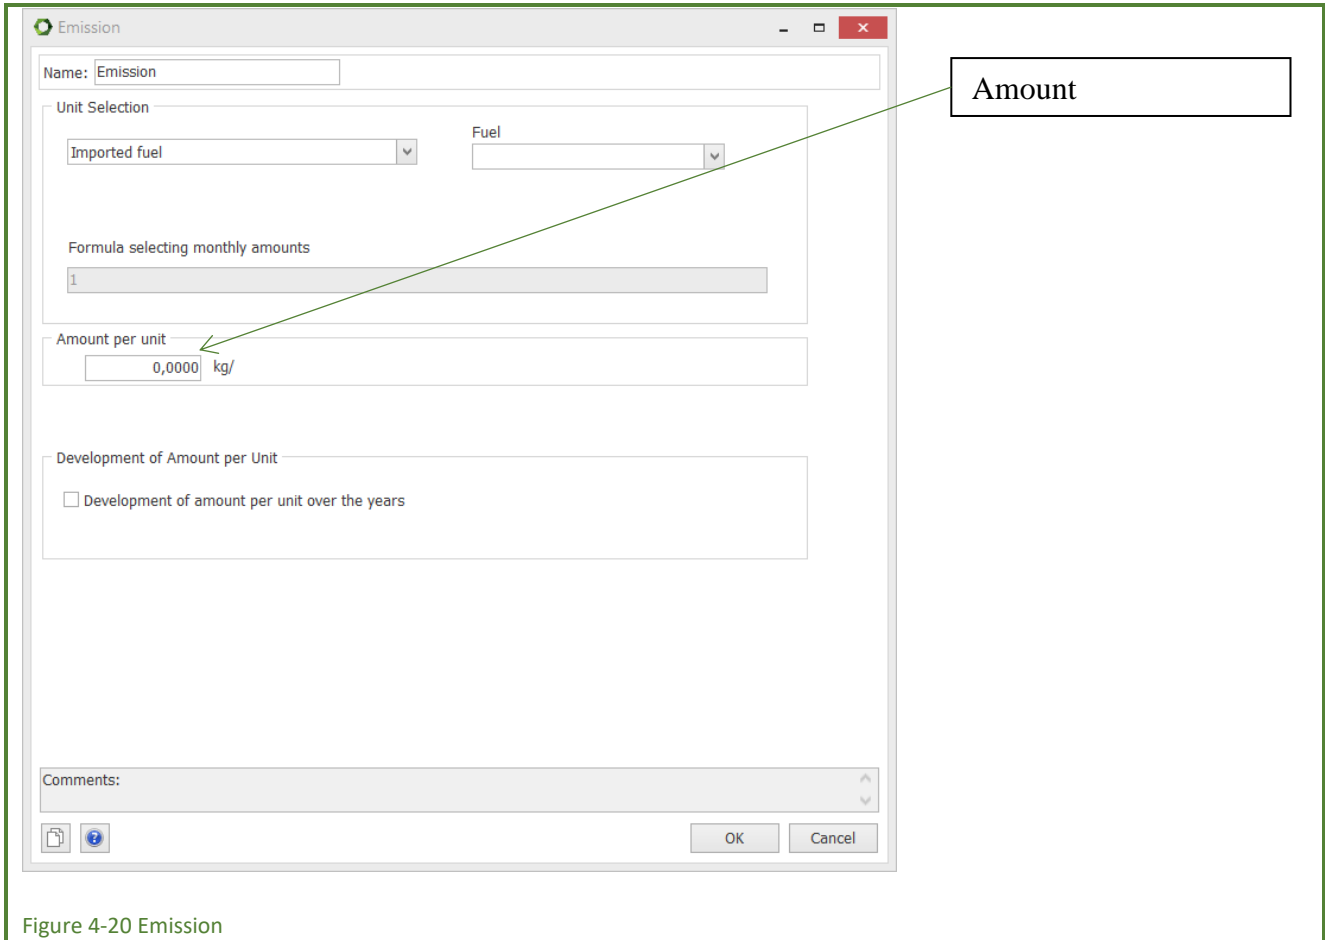 Emission
Name: Emission
Amount
Unit Selection
Fuel
Imported fuel
Formula selecting monthly amounts
1
Amount per unit
0,0000 kg/
Development of Amount per Unit
Development of amount per unit over the years
Comments:
OK Cancel
Figure 4-20 Emission